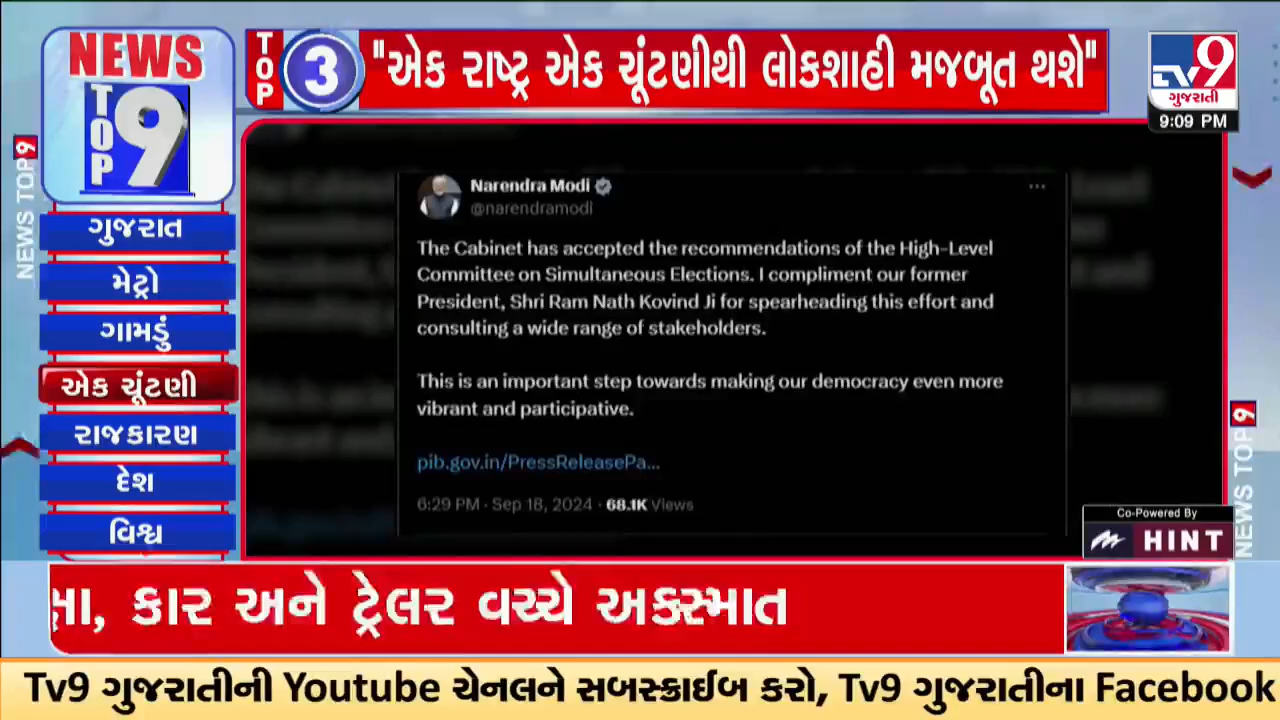 NEWS
TOP
9
TOP
3
"એક રાષ્ટ્ર એક ચૂંટણીથી લોકશાહી મજબૂત થશે"
TV9
ગુજરાતી
9:09 PM
NEWS TOP 9
ગુજરાત
મેટ્રો
ગામડું
એક ચૂંટણી
રાજકારણ
દેશ
વિશ્વ
Narendra Modi
@narendramodi
The Cabinet has accepted the recommendations of the High-Level
Committee on Simultaneous Elections. I compliment our former
President, Shri Ram Nath Kovind Ji for spearheading this effort and
consulting a wide range of stakeholders.
This is an important step towards making our democracy even more
vibrant and participative.
pib.gov.in/PressReleasePa...
6:29 PM · Sep 18, 2024 · 68.1K Views
NEWS TOP 9
Co-Powered By
HINT
કાર અને ટ્રેલર વચ્ચે અકસ્માત
Tv9 ગુજરાતીની Youtube ચેનલને સબસ્ક્રાઈબ કરો, Tv9 ગુજરાતીના Facebook